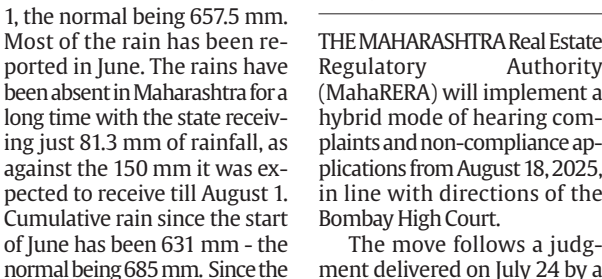 1, the normal being 657.5 mm.
Most of the rain has been re-
ported in June. The rains have
been absent in Maharashtra for a
long time with the state receiv-
ing just 81.3 mm of rainfall, as
against the 150 mm it was ex-
pected to receive till August 1.
Cumulative rain since the start
of June has been 631 mm - the
normal being 685 mm. Since the
THE MAHARASHTRA Real Estate
Regulatory Authority
(MahaRERA) will implement a
hybrid mode of hearing com-
plaints and non-compliance ap-
plications from August 18, 2025,
in line with directions of the
Bombay High Court.
The move follows a judg-
ment delivered on July 24 by a